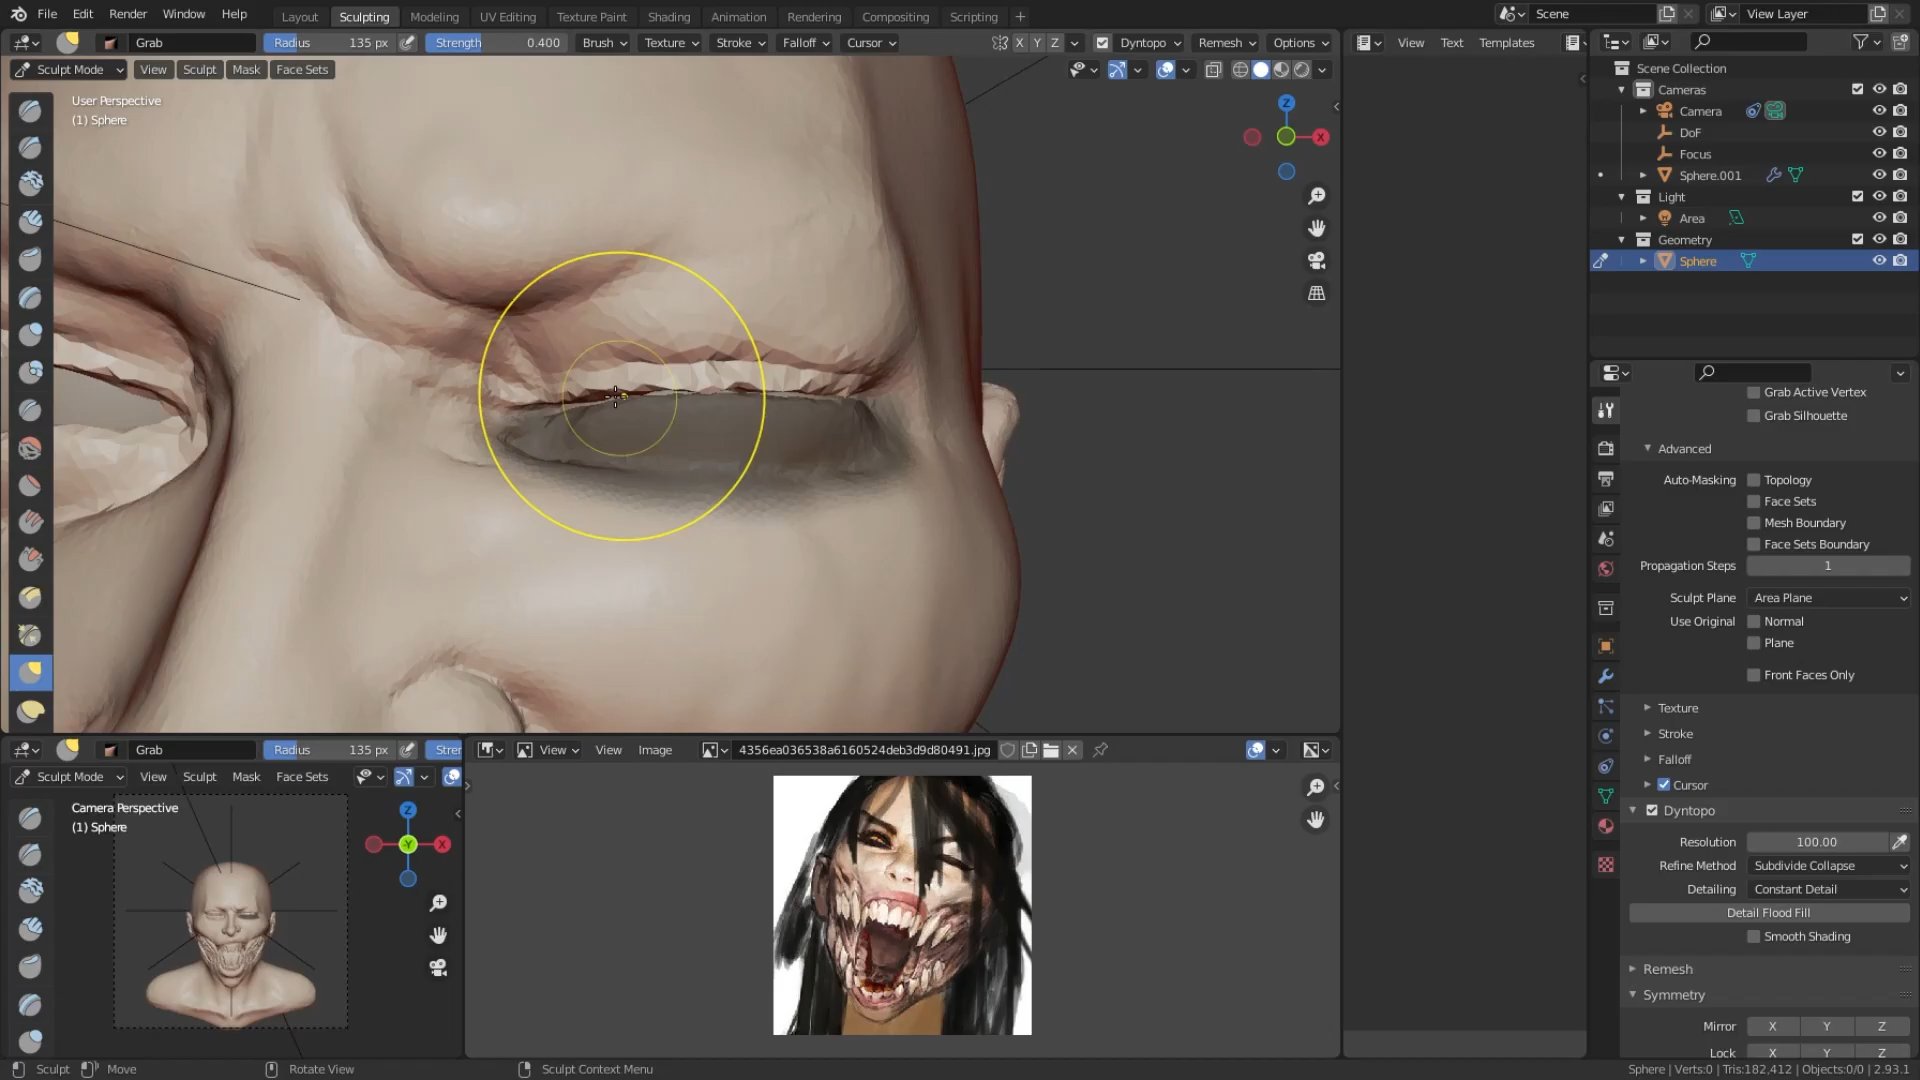 File Edit Render Window Help Layout Sculpting Modeling UV Editing Texture Paint Shading Animation Rendering Compositing Scripting + Scene View Layer
Grab Radius 135 px Strength 0.400 Brush Texture Stroke Falloff Cursor X Y Z Dyntopo Remesh Options View Text Templates
Sculpt Mode View Sculpt Mask Face Sets
User Perspective
(1) Sphere
Z
X
Scene Collection
Cameras
Camera
DoF
Focus
Sphere.001
Light
Area
Geometry
Sphere
Grab Active Vertex
Grab Silhouette
Advanced
Auto-Masking Topology
Face Sets
Mesh Boundary
Face Sets Boundary
Propagation Steps 1
Sculpt Plane Area Plane
Use Original Normal
Plane
Front Faces Only
Texture
Stroke
Falloff
Cursor
Dyntopo
Resolution 100.00
Refine Method Subdivide Collapse
Detailing Constant Detail
Detail Flood Fill
Smooth Shading
Remesh
Symmetry
Mirror X Y Z
Lock X Y Z
Grab Radius 135 px Stren
Sculpt Mode View Sculpt Mask Face Sets
Camera Perspective
(1) Sphere
Z
-Y
X
View View Image 4356ea036538a6160524deb3d9d80491.jpg
Sculpt Move Rotate View Sculpt Context Menu Sphere | Verts:0 | Tris:182,412 | Objects:0/0 | 2.93.1